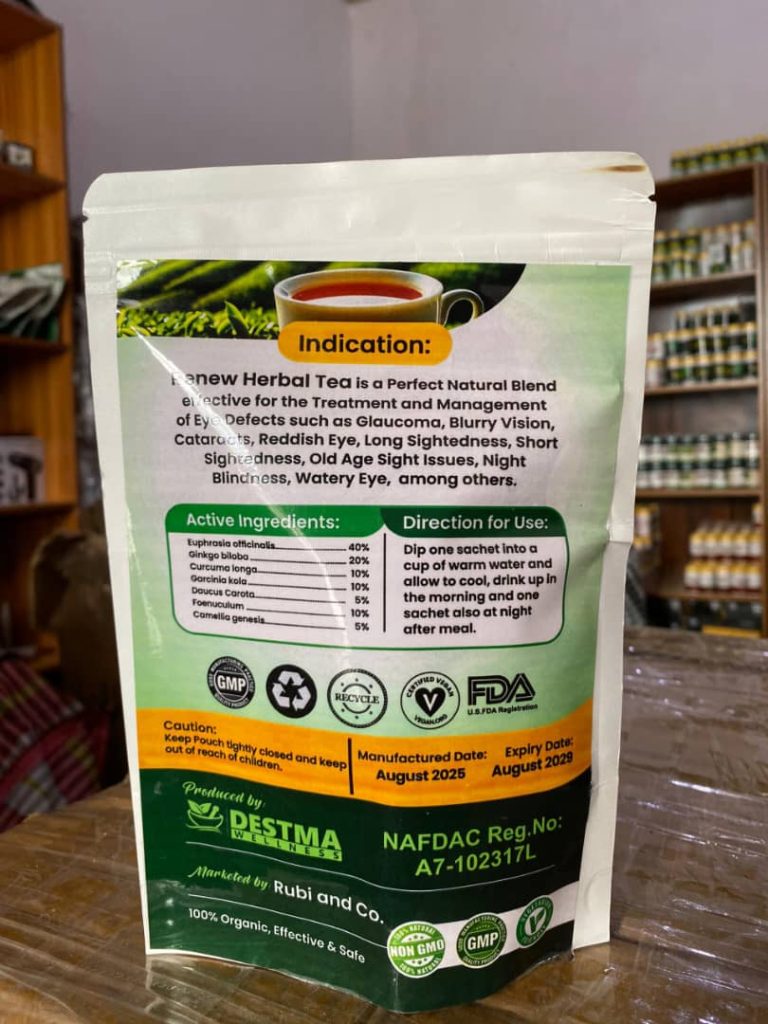 Indication:
Renew Herbal Tea is a Perfect Natural Blend
effective for the Treatment and Management
of Eye Defects such as Glaucoma, Blurry Vision,
Cataracts, Reddish Eye, Long Sightedness, Short
Sightedness, Old Age Sight Issues, Night
Blindness, Watery Eye, among others.
Active Ingredients:
Euphrasia officinalis 40%
Ginkgo biloba 20%
Curcuma longa 10%
Garcinia kola 10%
Daucus Carota 5%
Foenuculum 10%
Camellia genesis 5%
Direction for Use:
Dip one sachet into a
cup of warm water and
allow to cool, drink up in
the morning and one
sachet also at night
after meal.
GMP
RECYCLE
CERTIFIED VEGAN
VEGAN.ORG
FDA
U.S.FDA Registration
Caution:
Keep Pouch tightly closed and keep
out of reach of children.
Manufactured Date:
August 2025
Expiry Date:
August 2029
Produced by:
DESTMA
WELLNESS
NAFDAC Reg.No:
A7-102317L
Marketed by Rubi and Co.
100% Organic, Effective & Safe
100% NATURAL
NON GMO
100% NATURAL
GMP